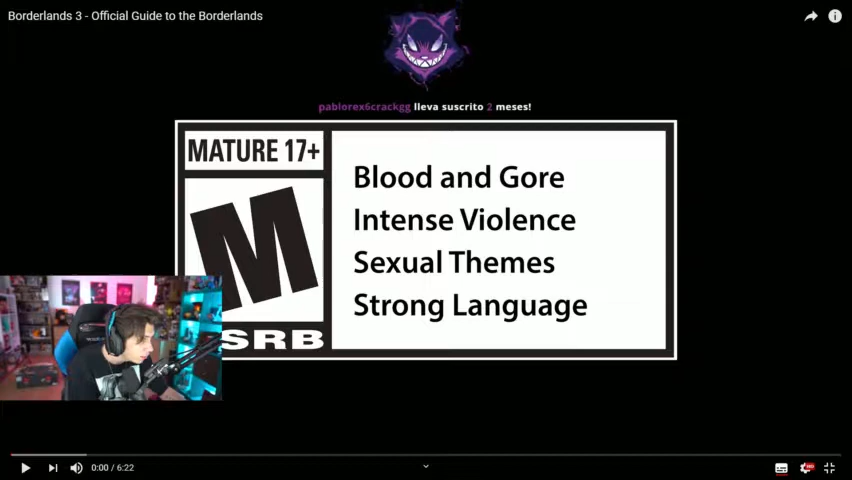 Borderlands 3 - Official Guide to the Borderlands
pablorex6crackgg lleva suscrito 2 meses!
MATURE 17+
M
SRB
Blood and Gore
Intense Violence
Sexual Themes
Strong Language
0:00 / 6:22